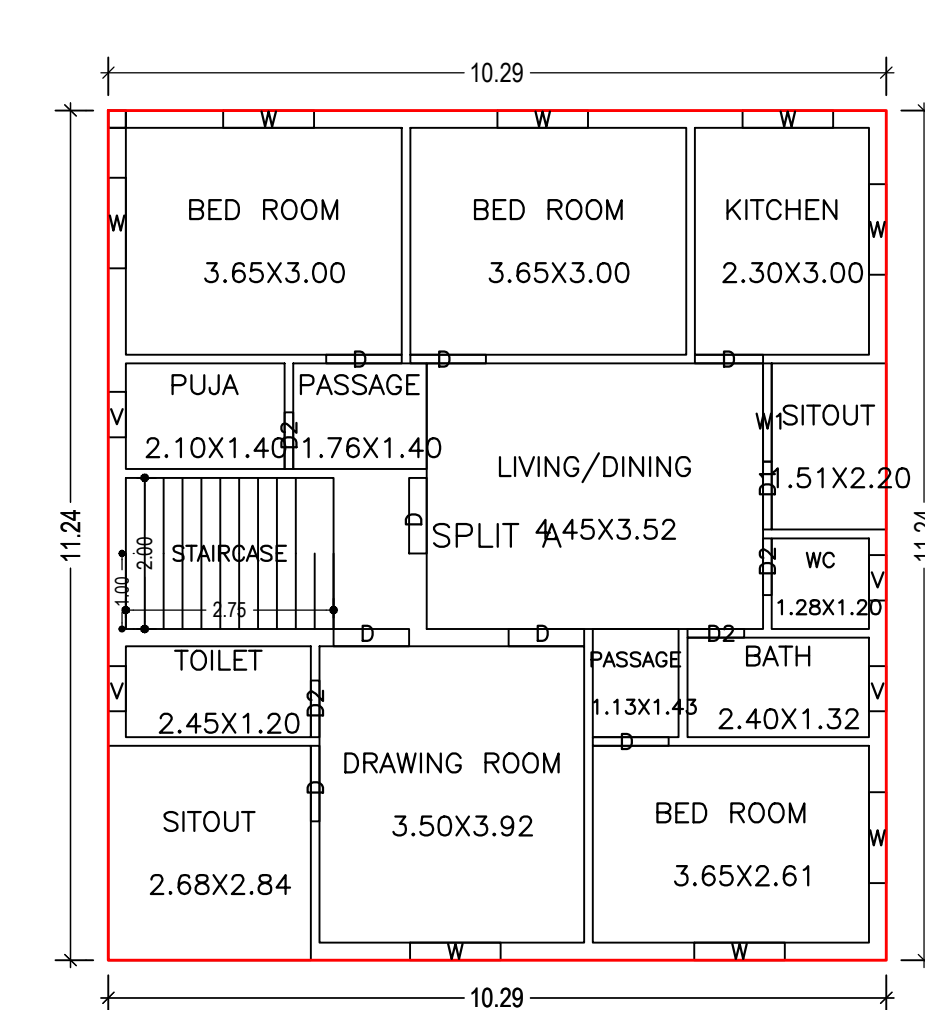 10.29
W W W
BED ROOM BED ROOM KITCHEN
W W
3.65X3.00 3.65X3.00 2.30X3.00
D D D
PUJA PASSAGE
V W1 SITOUT
D2
2.10X1.40 1.76X1.40
LIVING/DINING
D1 1.51X2.20
D
SPLIT A 4.45X3.52
11.24 11.24
STAIRCASE
2.00
1.00
2.75
D2 WC
V
1.28X1.20
D D D2
TOILET PASSAGE BATH
V D2 V
2.45X1.20 1.13X1.43 2.40X1.32
D
DRAWING ROOM
D
SITOUT BED ROOM
3.50X3.92 W
2.68X2.84 3.65X2.61
W W
10.29